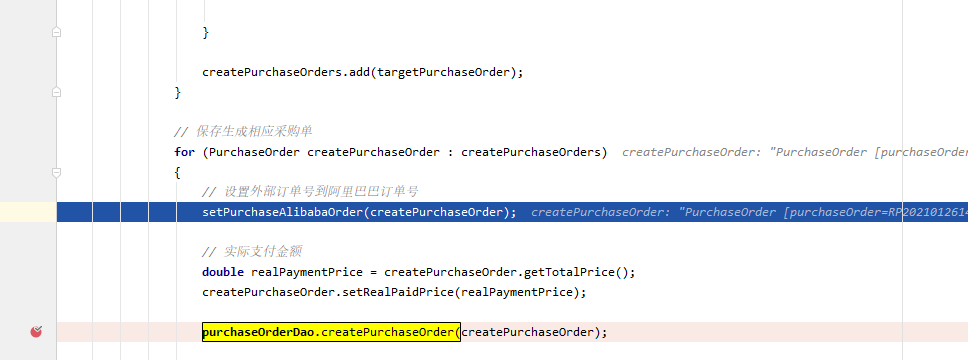 }
createPurchaseOrders.add(targetPurchaseOrder);
}
// 保存生成相应采购单
for (PurchaseOrder createPurchaseOrder : createPurchaseOrders) createPurchaseOrder: "PurchaseOrder [purchaseOrder
{
// 设置外部订单号到阿里巴巴订单号
setPurchaseAlibabaOrder(createPurchaseOrder); createPurchaseOrder: "PurchaseOrder [purchaseOrder=RP2021012614
// 实际支付金额
double realPaymentPrice = createPurchaseOrder.getTotalPrice();
createPurchaseOrder.setRealPaidPrice(realPaymentPrice);
purchaseOrderDao.createPurchaseOrder(createPurchaseOrder);